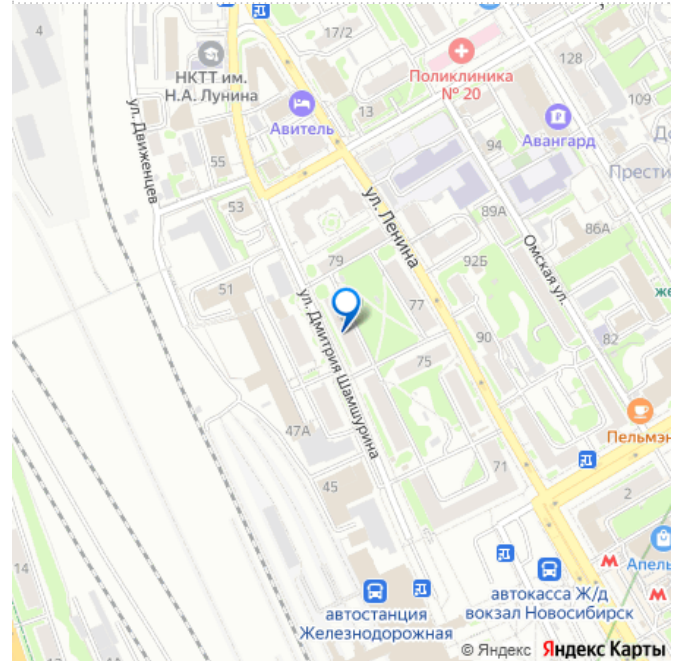 4
17/2
НКТТ им.
Н.А. Лунина
Поликлиника
№ 20
128
109
ул. Движенцев
Авитель
13
Авангард
94
55
Прести
53
ул. Ленина
89А
86А
79
92Б
Омская ул.
51
ул. Дмитрия Шамшурина
77
90
82
75
47А
Пельмэн
71
45
2
14
Апель
автокасса Ж/д
вокзал Новосибирск
автостанция
Железнодорожная
© Яндекс Яндекс Карты